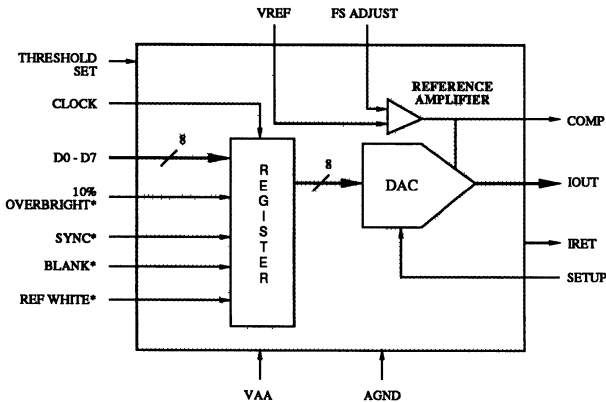 VREF
FS ADJUST
THRESHOLD
SET
CLOCK
REFERENCE
AMPLIFIER
COMP
8
D0 - D7
8
DAC
IOUT
REGISTER
10%
OVERBRIGHT*
SYNC*
IRET
BLANK*
SETUP
REF WHITE*
VAA
AGND